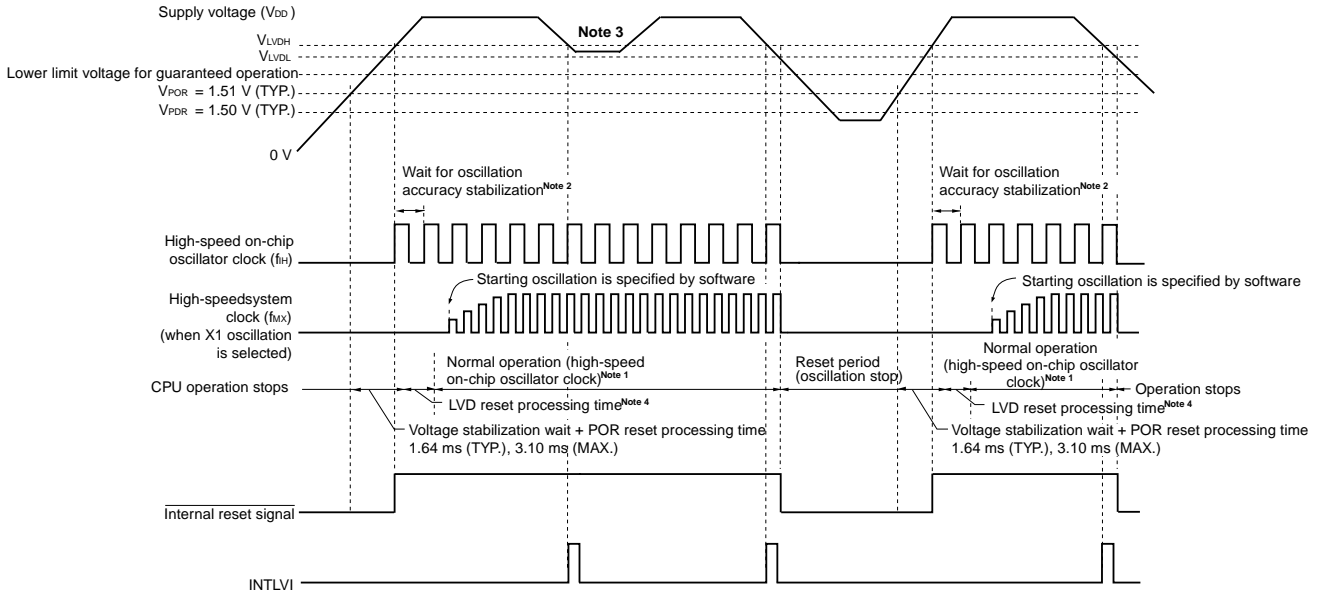 Supply voltage (VDD)
Note 3
VLVDH
VLVDL
Lower limit voltage for guaranteed operation
VPOR = 1.51 V (TYP.)
VPDR = 1.50 V (TYP.)
0 V
Wait for oscillation
accuracy stabilizationNote 2
Wait for oscillation
accuracy stabilizationNote 2
High-speed on-chip
oscillator clock (fIH)
Starting oscillation is specified by software
Starting oscillation is specified by software
High-speedsystem
clock (fMX)
(when X1 oscillation
is selected)
Normal operation (high-speed
on-chip oscillator clock)Note 1
Reset period
(oscillation stop)
Normal operation
(high-speed on-chip oscillator
clock)Note 1
CPU operation stops
Operation stops
LVD reset processing timeNote 4
LVD reset processing timeNote 4
Voltage stabilization wait + POR reset processing time
1.64 ms (TYP.), 3.10 ms (MAX.)
Voltage stabilization wait + POR reset processing time
1.64 ms (TYP.), 3.10 ms (MAX.)
Internal reset signal
INTLVI